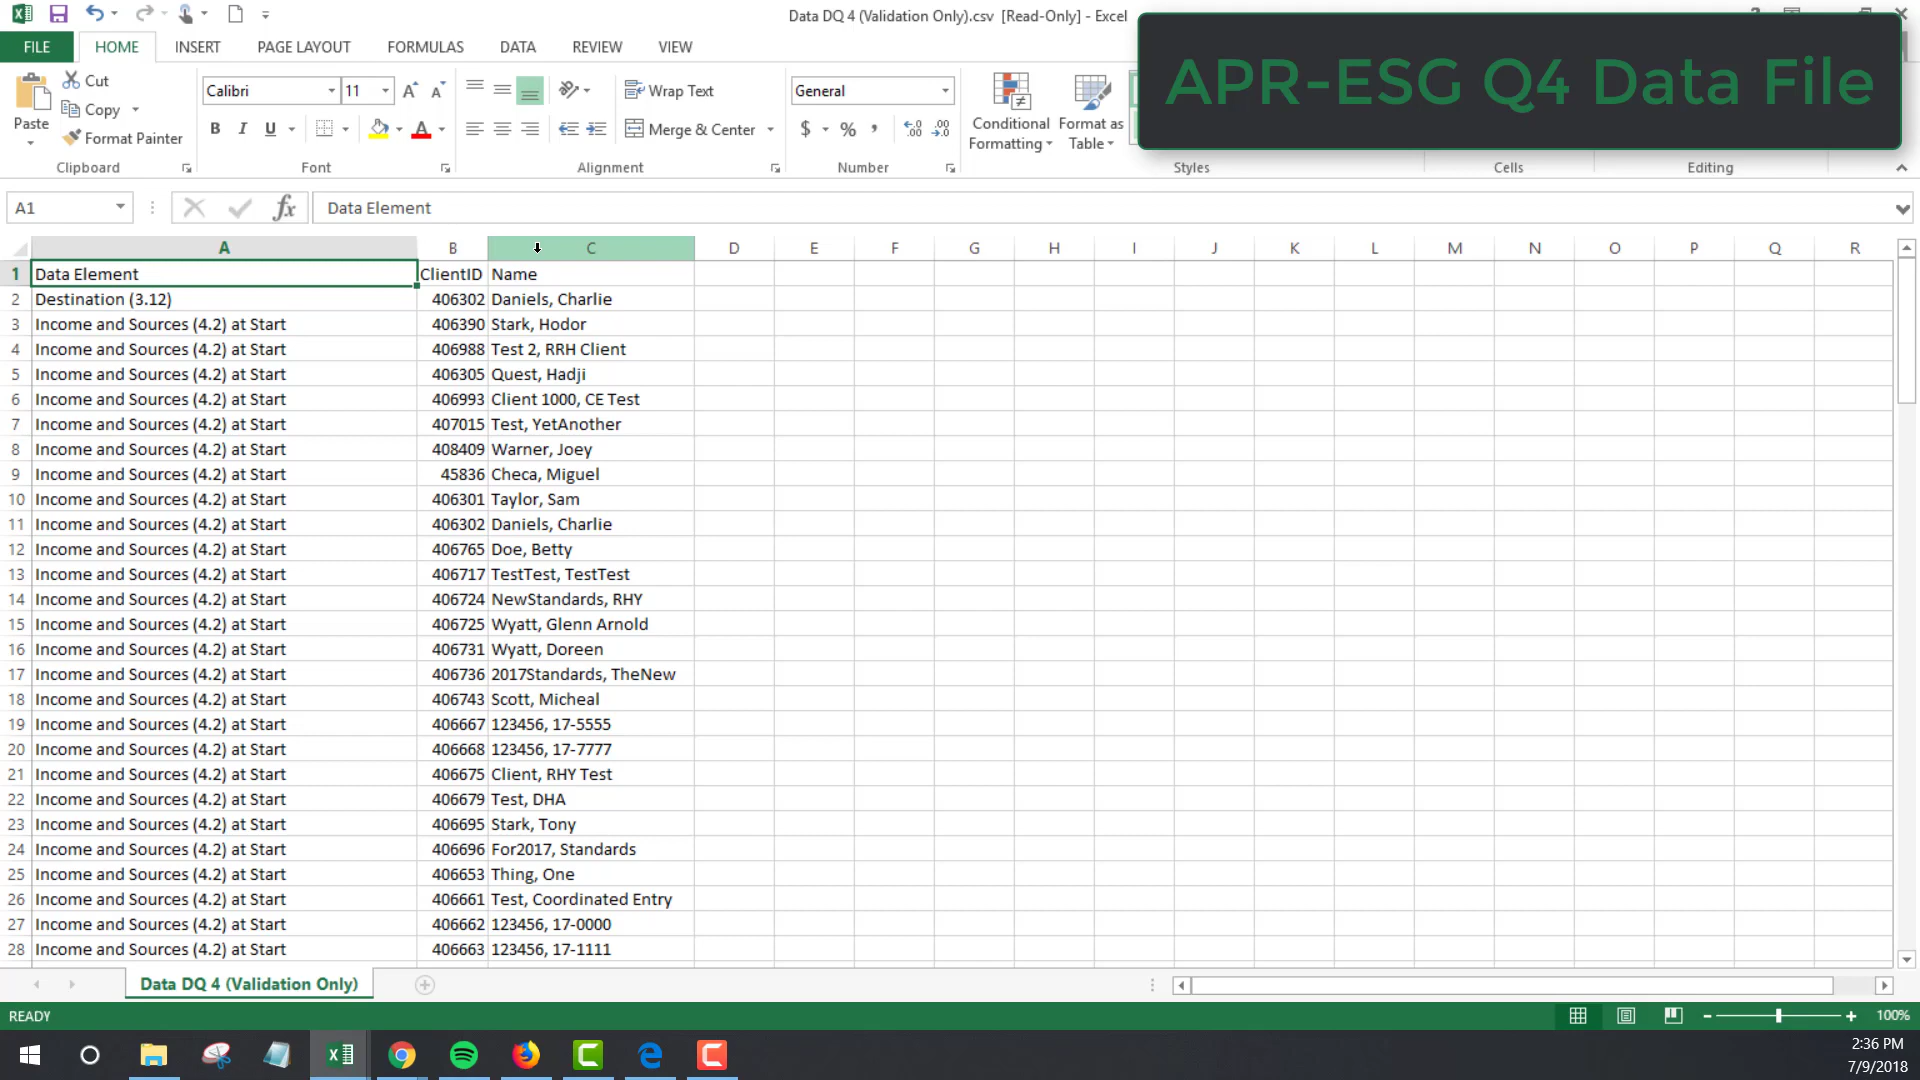 Data DQ 4 (Validation Only).csv [Read-Only] - Excel
APR-ESG Q4 Data File
FILE HOME INSERT PAGE LAYOUT FORMULAS DATA REVIEW VIEW
Paste
Cut
Copy
Format Painter
Clipboard
Calibri 11
B I U A
Font
Wrap Text
Merge & Center
Alignment
General
$ % ,
Number
Conditional Formatting
Format as Table
Styles
Cells
Editing
A1 fx Data Element
A B C D E F G H I J K L M N O P Q R
1 Data Element ClientID Name
2 Destination (3.12) 406302 Daniels, Charlie
3 Income and Sources (4.2) at Start 406390 Stark, Hodor
4 Income and Sources (4.2) at Start 406988 Test 2, RRH Client
5 Income and Sources (4.2) at Start 406305 Quest, Hadji
6 Income and Sources (4.2) at Start 406993 Client 1000, CE Test
7 Income and Sources (4.2) at Start 407015 Test, YetAnother
8 Income and Sources (4.2) at Start 408409 Warner, Joey
9 Income and Sources (4.2) at Start 45836 Checa, Miguel
10 Income and Sources (4.2) at Start 406301 Taylor, Sam
11 Income and Sources (4.2) at Start 406302 Daniels, Charlie
12 Income and Sources (4.2) at Start 406765 Doe, Betty
13 Income and Sources (4.2) at Start 406717 TestTest, TestTest
14 Income and Sources (4.2) at Start 406724 NewStandards, RHY
15 Income and Sources (4.2) at Start 406725 Wyatt, Glenn Arnold
16 Income and Sources (4.2) at Start 406731 Wyatt, Doreen
17 Income and Sources (4.2) at Start 406736 2017Standards, TheNew
18 Income and Sources (4.2) at Start 406743 Scott, Micheal
19 Income and Sources (4.2) at Start 406667 123456, 17-5555
20 Income and Sources (4.2) at Start 406668 123456, 17-7777
21 Income and Sources (4.2) at Start 406675 Client, RHY Test
22 Income and Sources (4.2) at Start 406679 Test, DHA
23 Income and Sources (4.2) at Start 406695 Stark, Tony
24 Income and Sources (4.2) at Start 406696 For2017, Standards
25 Income and Sources (4.2) at Start 406653 Thing, One
26 Income and Sources (4.2) at Start 406661 Test, Coordinated Entry
27 Income and Sources (4.2) at Start 406662 123456, 17-0000
28 Income and Sources (4.2) at Start 406663 123456, 17-1111
Data DQ 4 (Validation Only)
READY
100%
2:36 PM
7/9/2018